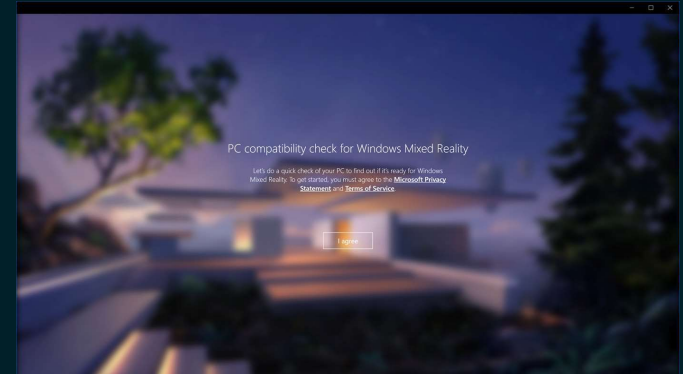 PC compatibility check for Windows Mixed Reality
Let's do a quick check of your PC to find out if it's ready for Windows
Mixed Reality. To get started, you must agree to the Microsoft Privacy
Statement and Terms of Service.
I agree